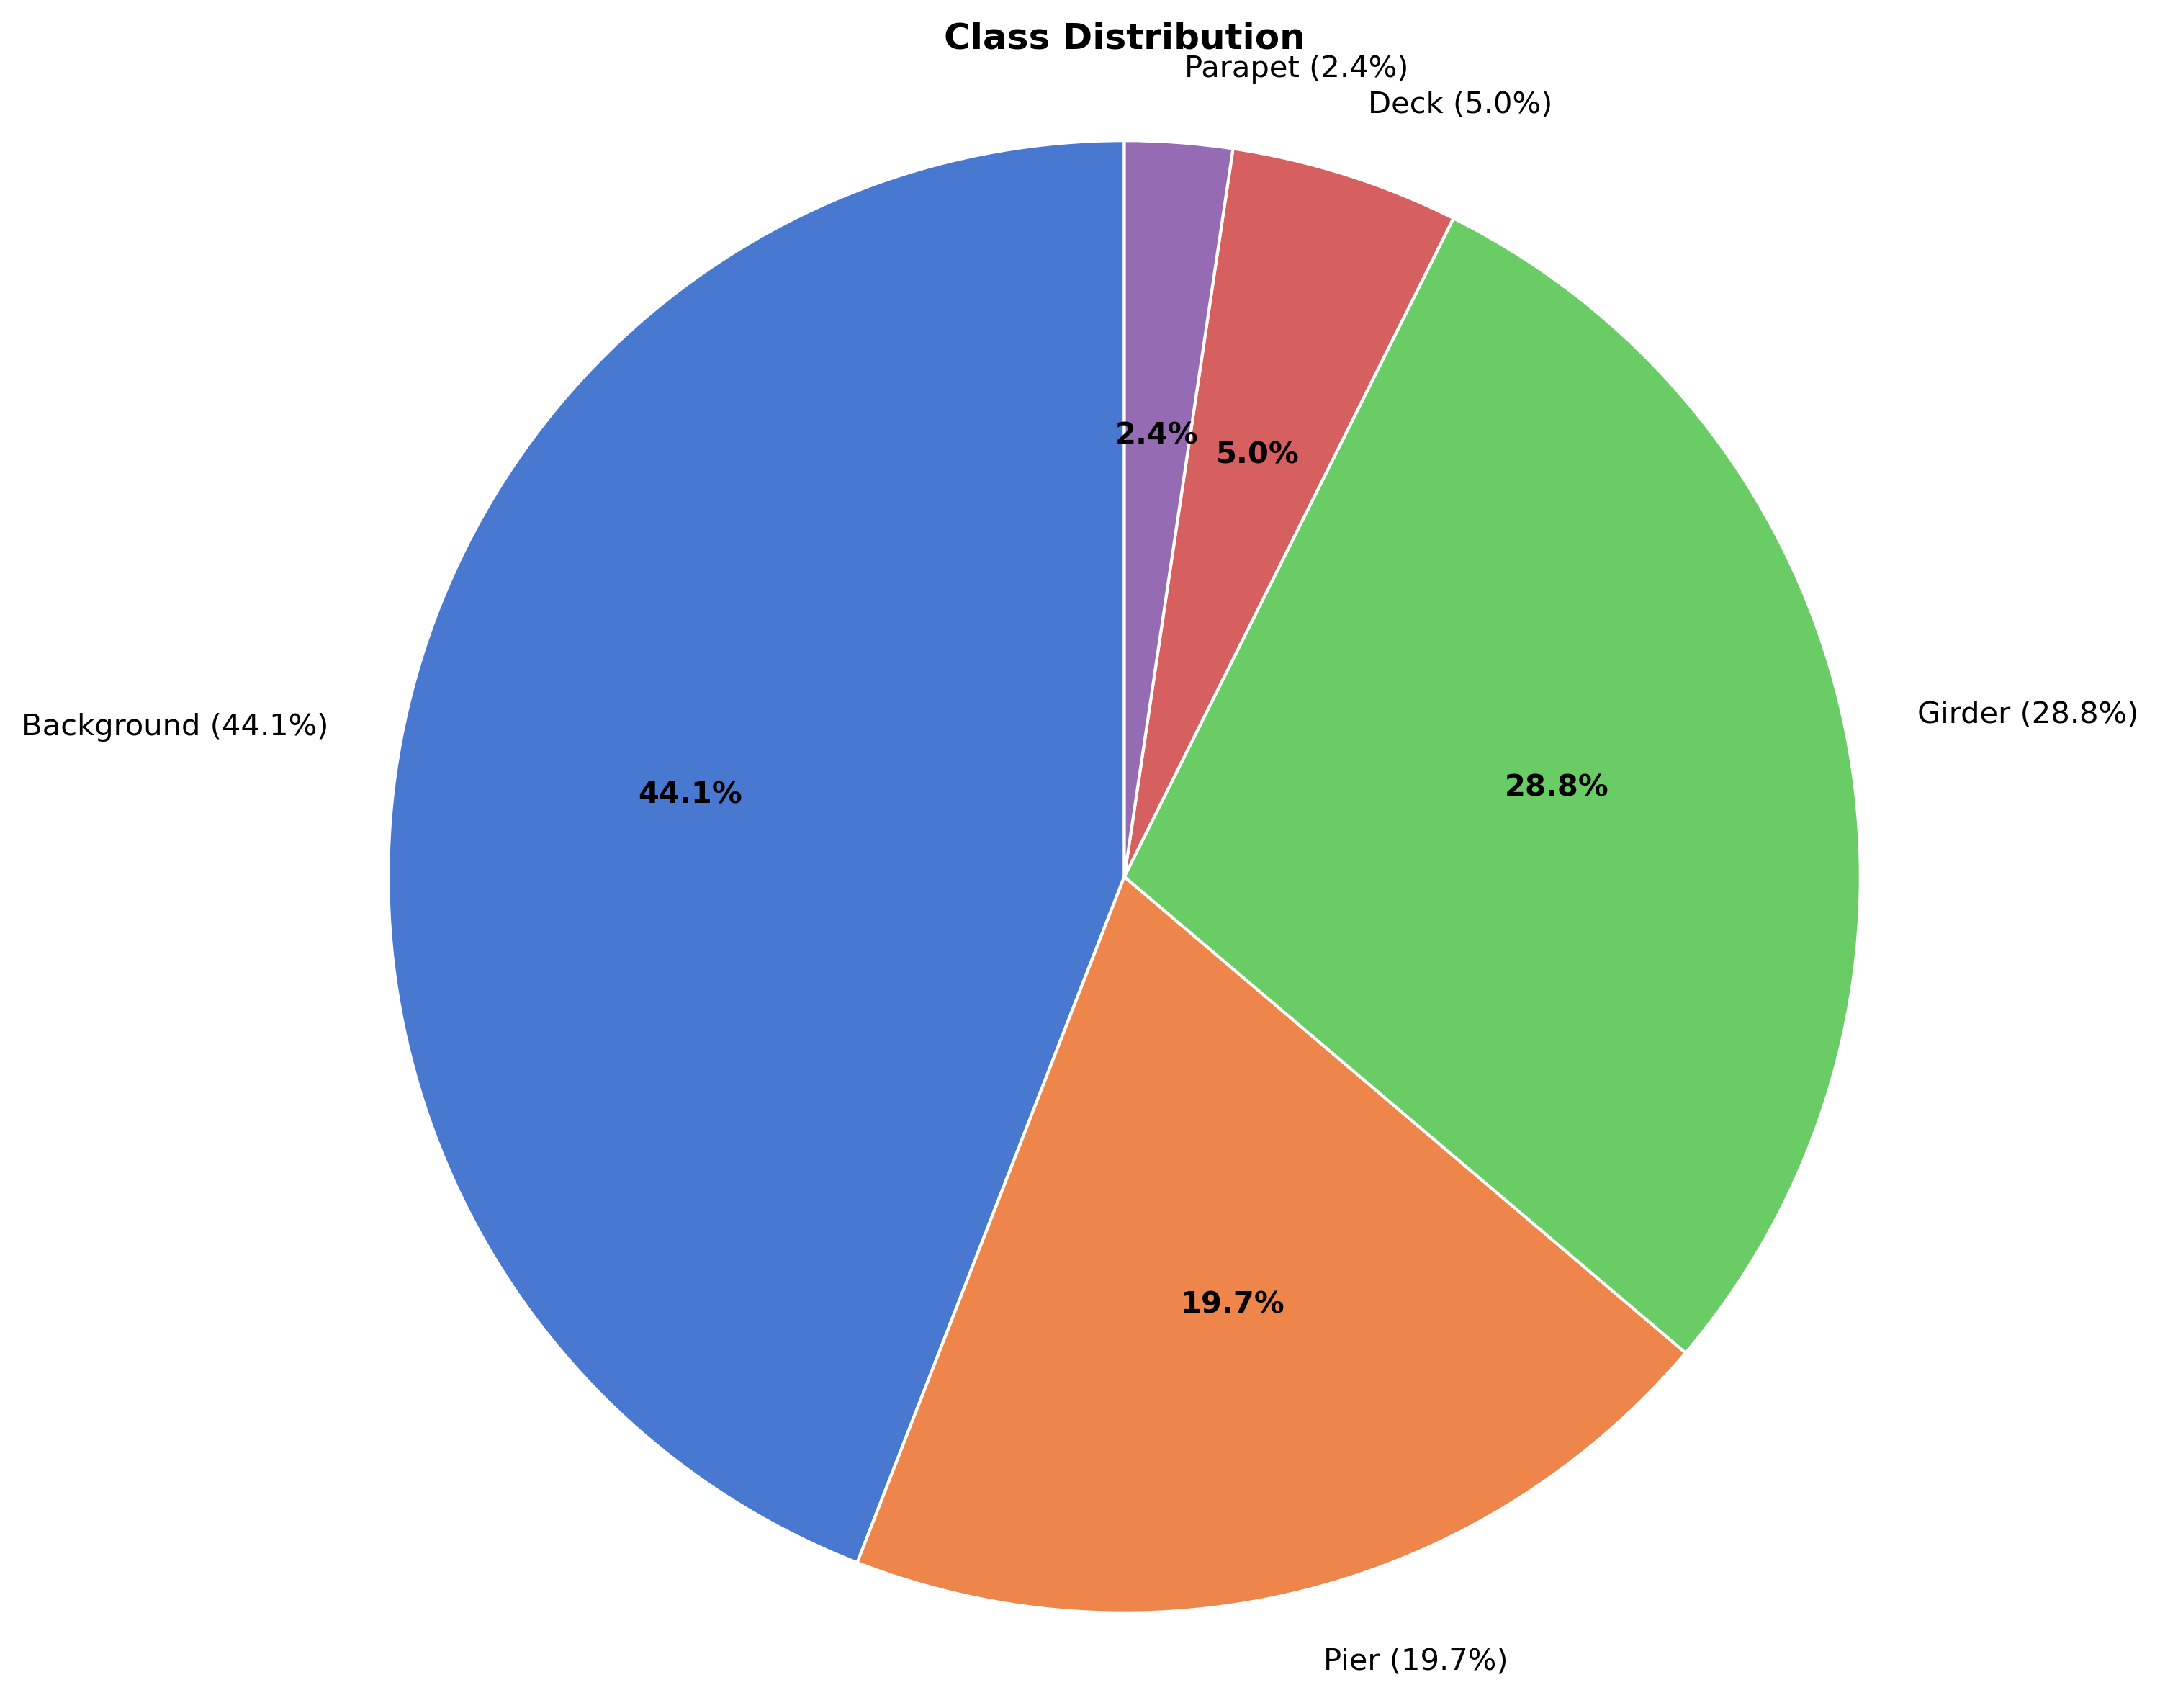 Class Distribution
Parapet (2.4%)
Deck (5.0%)
2.4%
5.0%
Background (44.1%)
Girder (28.8%)
44.1%
28.8%
19.7%
Pier (19.7%)